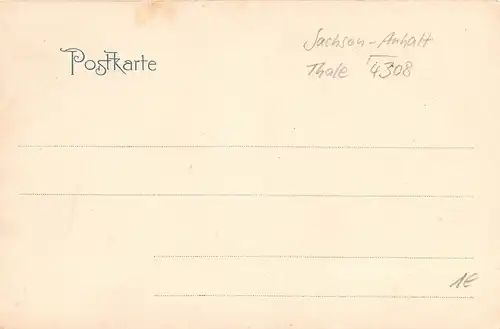 Postkarte
Sachsen-Anhalt
Thale 4308
1€